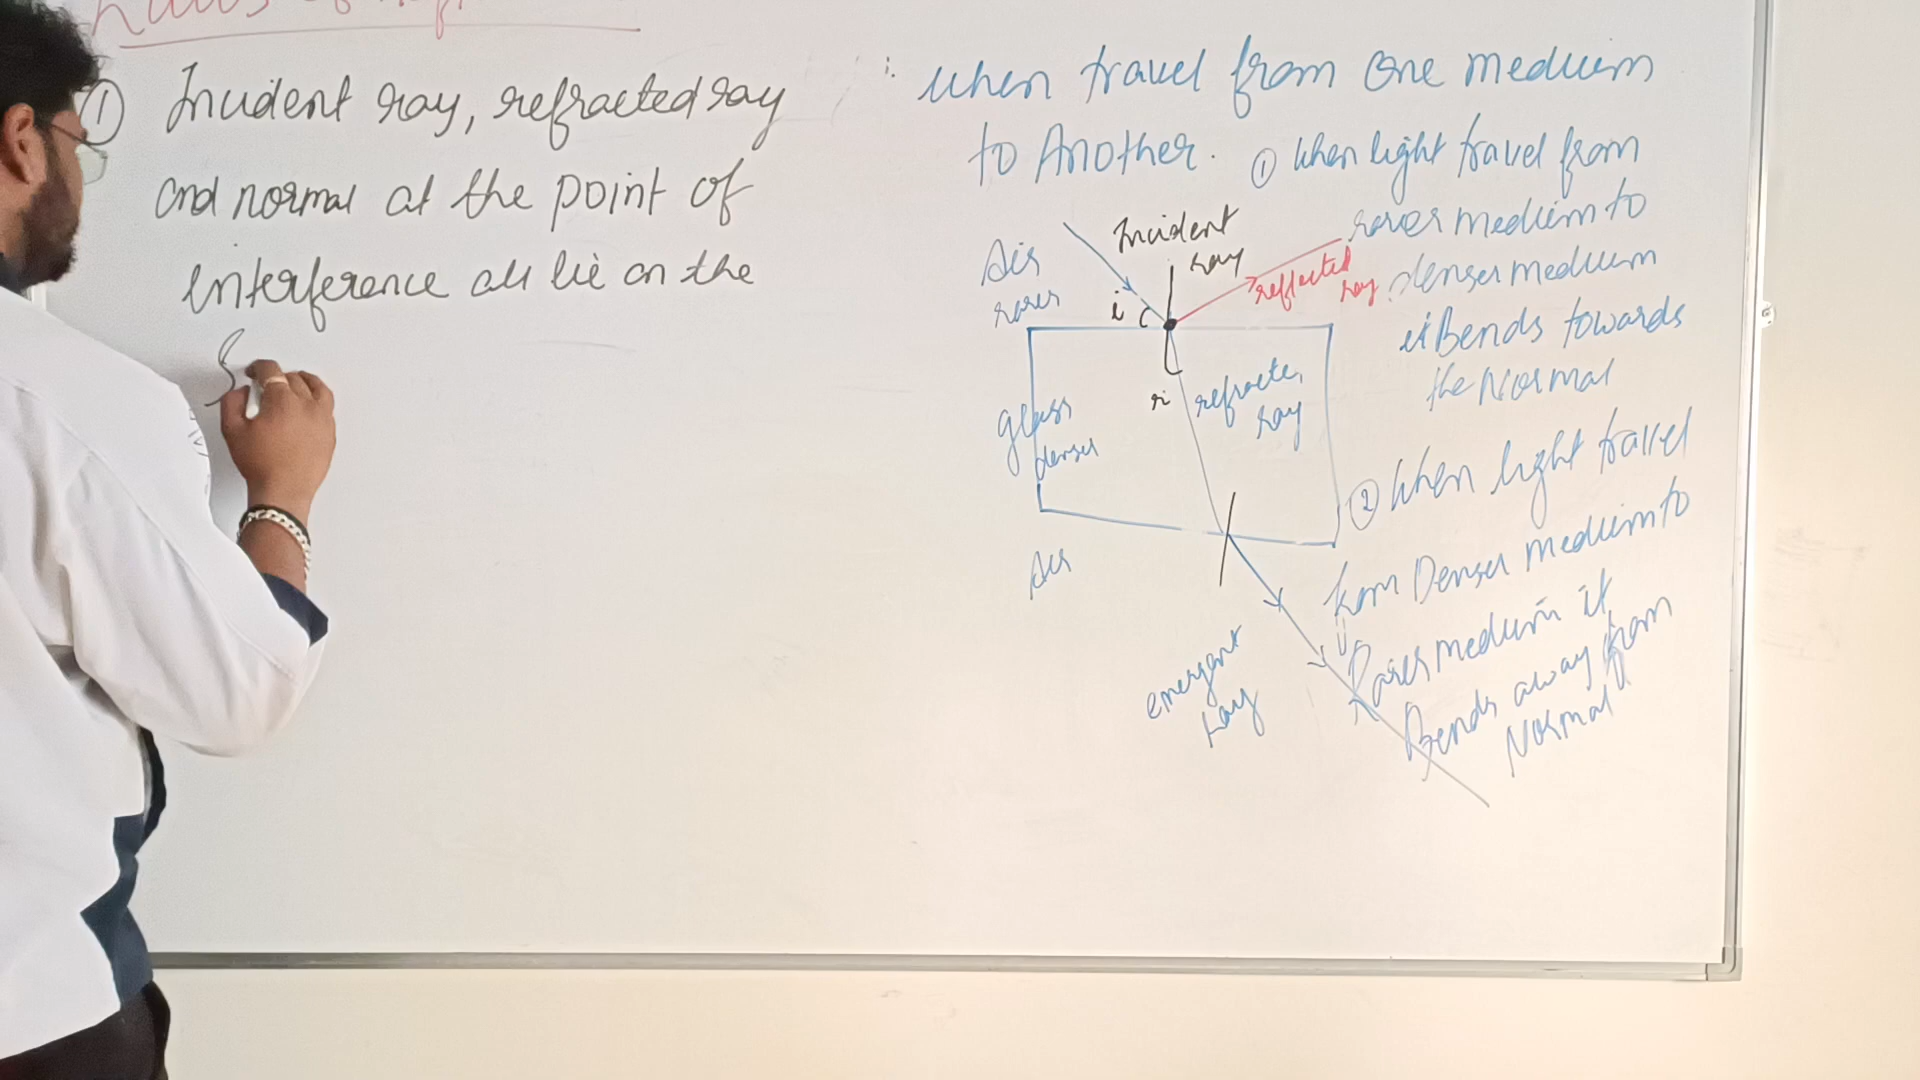 Laws of
① Incident ray, refracted ray
and normal at the point of
interference all lie on the
when travel from one medium
to Another.
① When light travel from
rarer medium to
denser medium
it Bends towards
the Normal
② When light travel
from Denser medium to
Rarer medium it
Bends away from
Normal
Incident
ray
reflected
ray
Air
rarer
i
r
glass
denser
refracte
ray
Air
emergent
ray